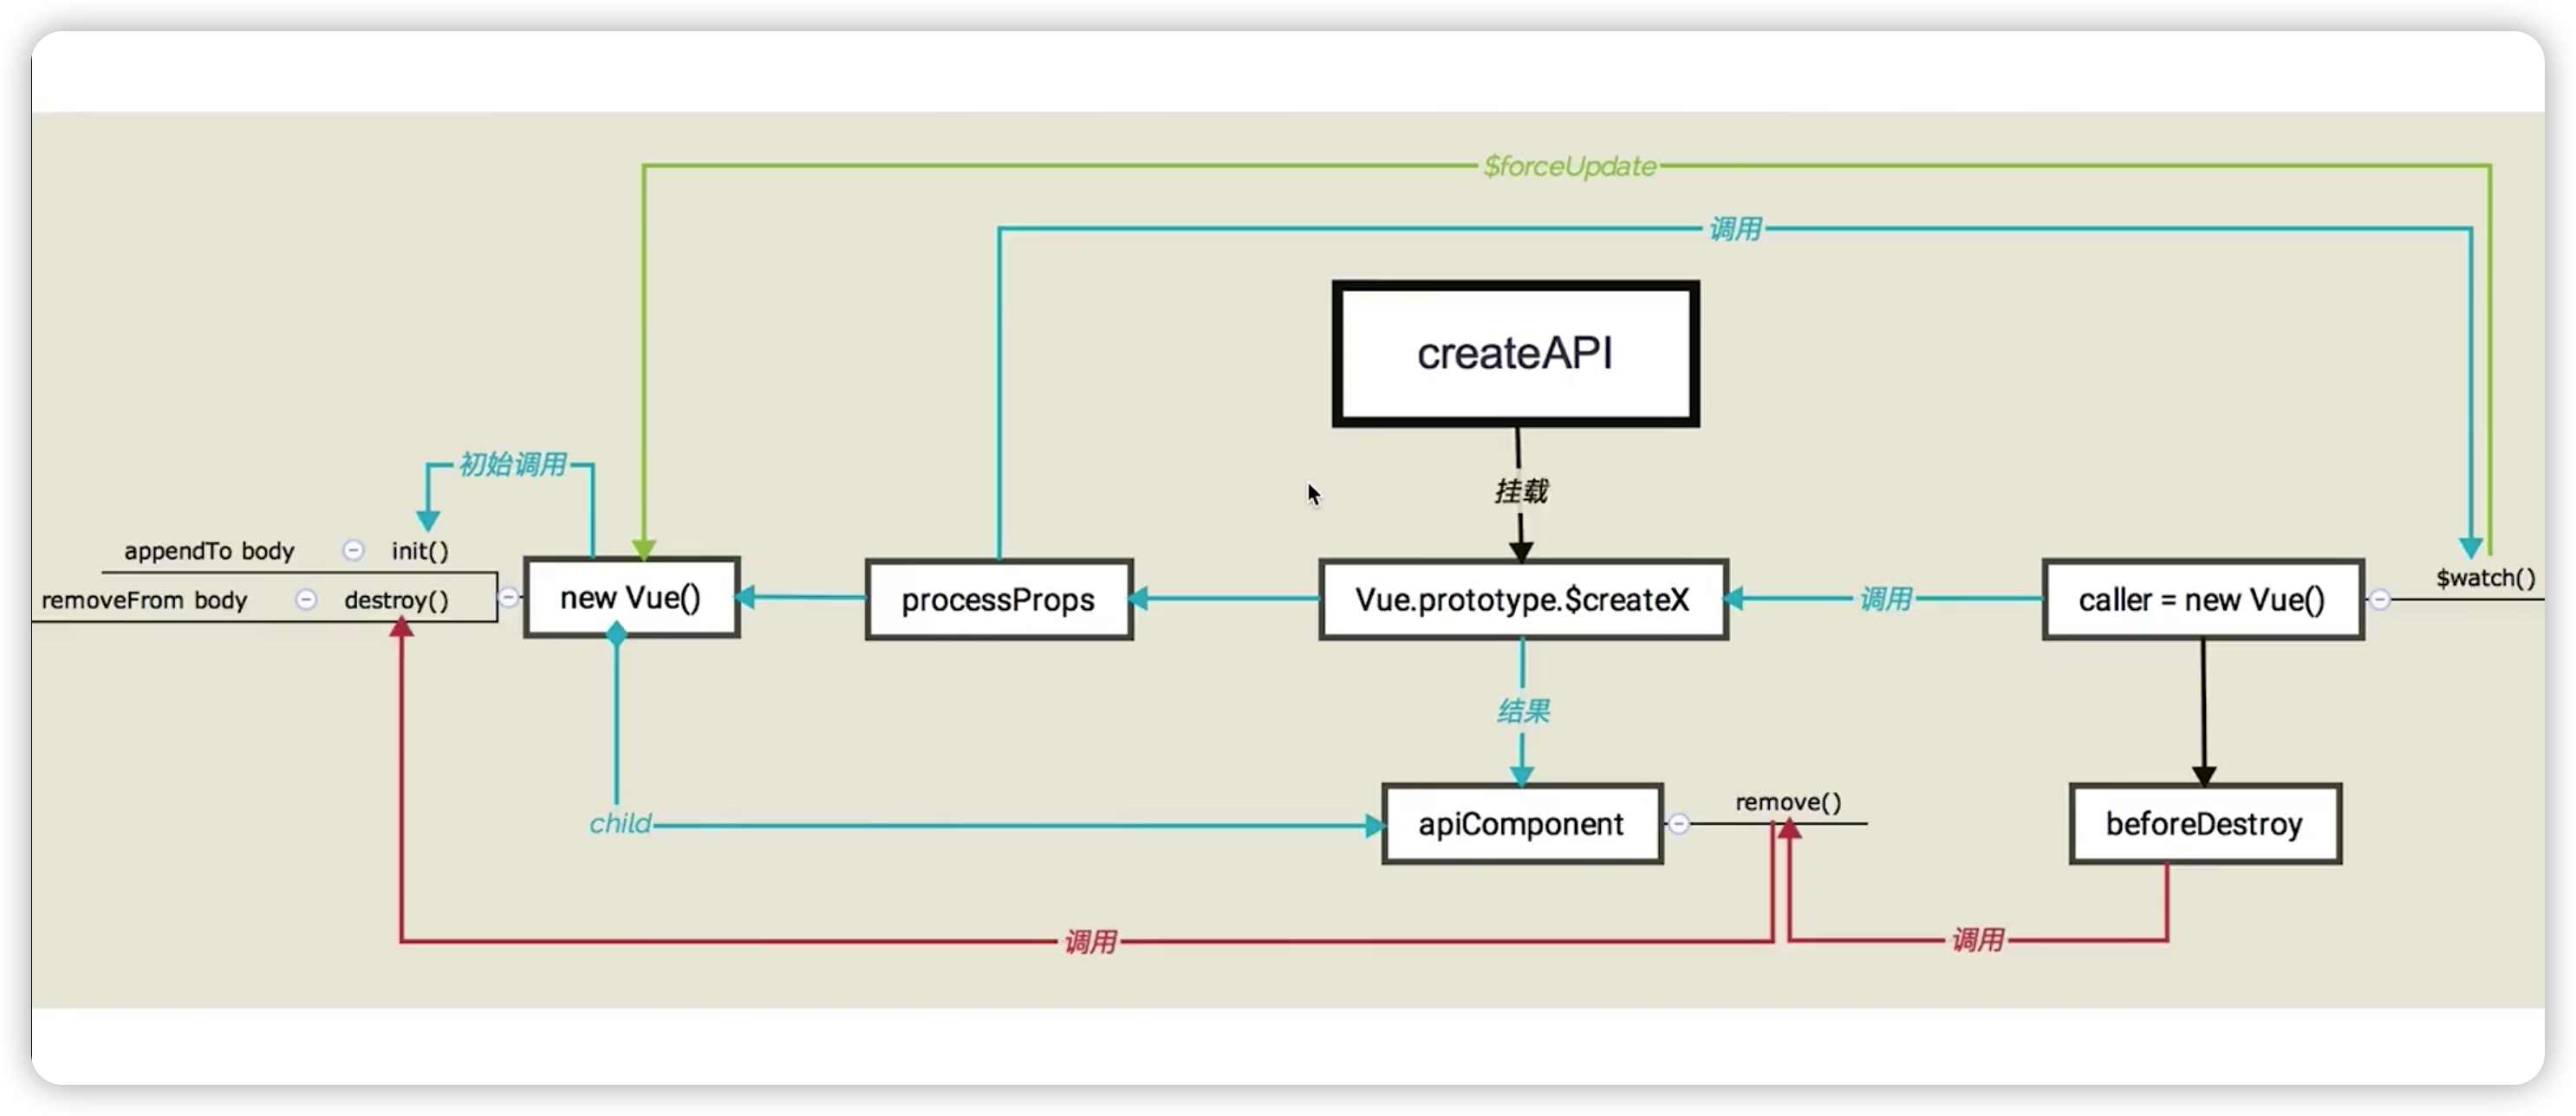 $forceUpdate
调用
createAPI
初始调用
挂载
appendTo body
init()
removeFrom body
destroy()
new Vue()
processProps
Vue.prototype.$createX
调用
caller = new Vue()
$watch()
结果
child
apiComponent
remove()
beforeDestroy
调用
调用